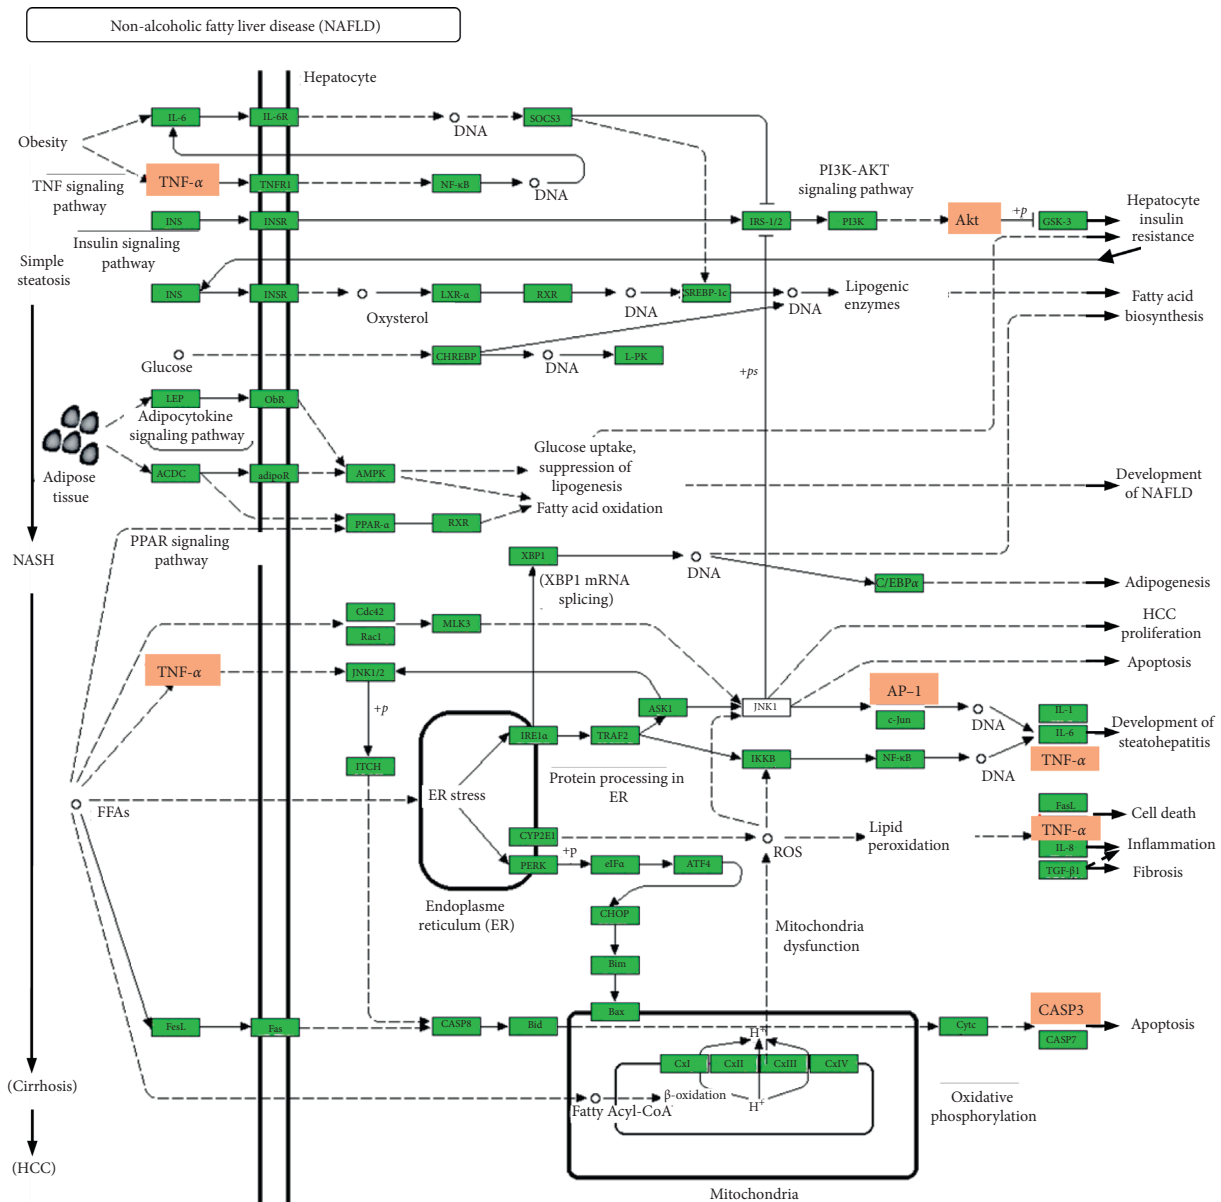 Non-alcoholic fatty liver disease (NAFLD)
Hepatocyte
IL-6
IL-6R
DNA
SOCS3
Obesity
TNF signaling
pathway
TNF-α
TNFR1
NF-κB
DNA
PI3K-AKT
signaling pathway
INS
INSR
IRS-1/2
PI3K
Akt
+p
GSK-3
Hepatocyte
insulin
resistance
Insulin signaling
pathway
Simple
steatosis
INS
INSR
Oxysterol
LXR-α
RXR
DNA
SREBP-1c
DNA
Lipogenic
enzymes
Fatty acid
biosynthesis
Glucose
CHREBP
DNA
L-PK
+ps
LEP
ObR
Adipocytokine
signaling pathway
Adipose
tissue
ACDC
adipoR
AMPK
Glucose uptake,
suppression of
lipogenesis
Fatty acid oxidation
Development
of NAFLD
PPAR-α
RXR
PPAR signaling
pathway
NASH
XBP1
(XBP1 mRNA
splicing)
DNA
C/EBPα
Adipogenesis
Cdc42
Rac1
MLK3
HCC
proliferation
Apoptosis
TNF-α
JNK1/2
+p
ITCH
ASK1
JNK1
AP–1
c-Jun
DNA
IL-1
IL-6
TNF-α
Development of
steatohepatitis
IRE1α
TRAF2
IKKB
NF-κB
DNA
Protein processing in
ER
FFAs
ER stress
CYP2E1
PERK
+p
eIFα
ATF4
ROS
Lipid
peroxidation
FasL
TNF-α
IL-8
TGF-β1
Cell death
Inflammation
Fibrosis
Endoplasme
reticulum (ER)
CHOP
Mitochondria
dysfunction
Bim
Bax
FesL
Fas
CASP8
Bid
Cytc
CASP3
CASP7
Apoptosis
H+
CxI
CxII
CxIII
CxIV
(Cirrhosis)
Fatty Acyl-CoA
β-oxidation
H+
Oxidative
phosphorylation
(HCC)
Mitochondria